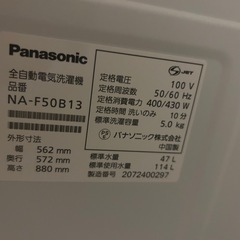 Panasonic
全自動電気洗濯機
品番
NA-F50B13
外形寸法
幅 562 mm
奥行 572 mm
高さ 880 mm
JET
定格電圧 100 V
定格周波数 50/60 Hz
定格消費電力 400/430 W
定格時間 洗いのみ 10 分
標準容量 5.0 kg
パナソニック株式会社
中国製
標準水量 47 L
標準使用水量 114 L
製造番号 2072400297